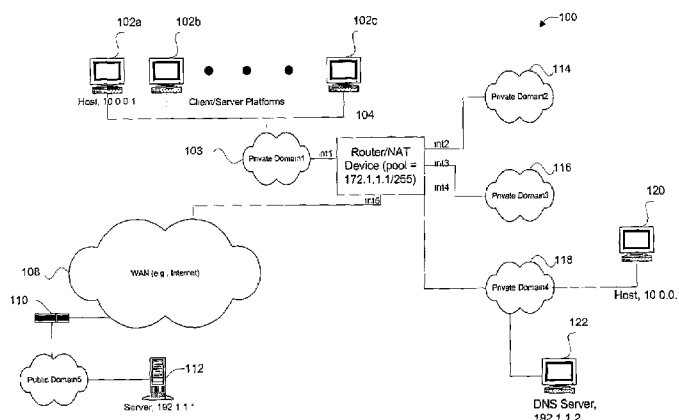 102a
102b
102c
100
114
Host, 10.0.0.1
Client/Server Platforms
104
Private Domain2
103
Private Domain1
int1
Router/NAT
Device (pool =
172.1.1.1/255)
int2
int3
int4
int5
116
Private Domain3
120
108
WAN (e.g., Internet)
118
Private Domain4
Host, 10.0.0.
110
122
Public Domain5
112
Server, 192.1.1.
DNS Server,
192.1.1.2